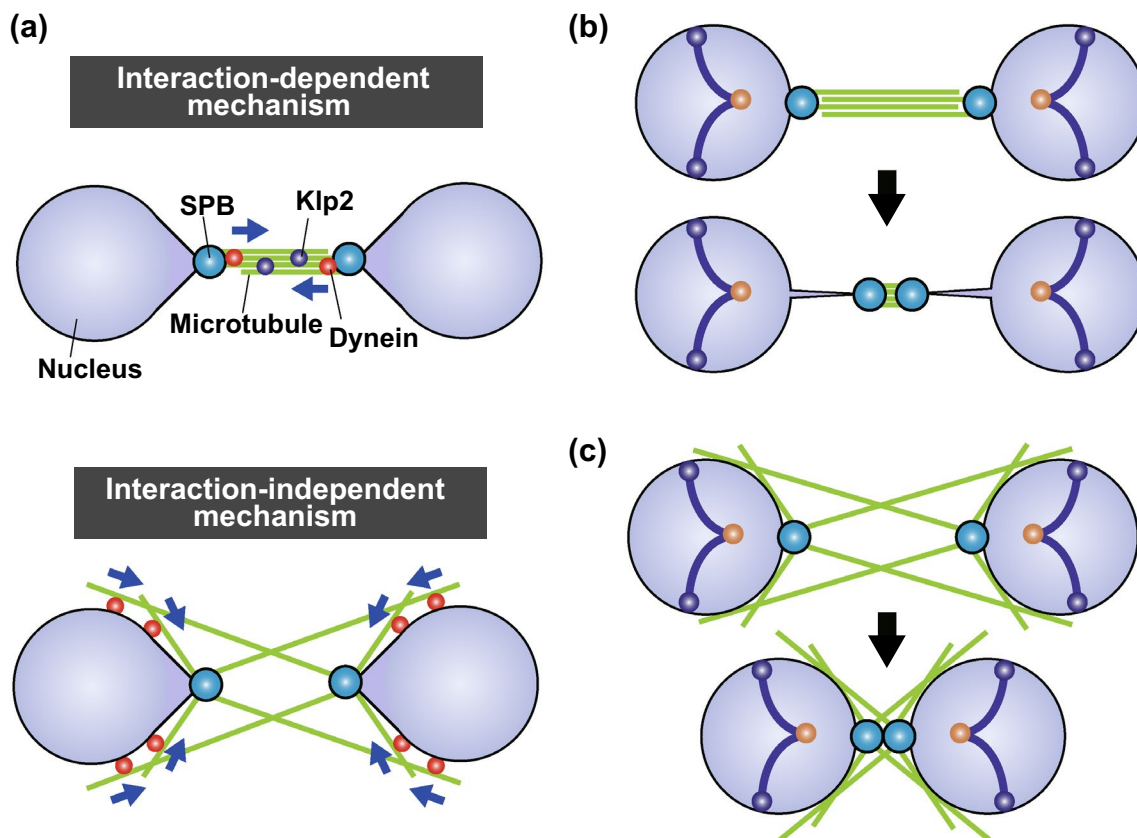 (a)
Interaction-dependent
mechanism
SPB
Klp2
Microtubule
Dynein
Nucleus
Interaction-independent
mechanism
(b)
(c)